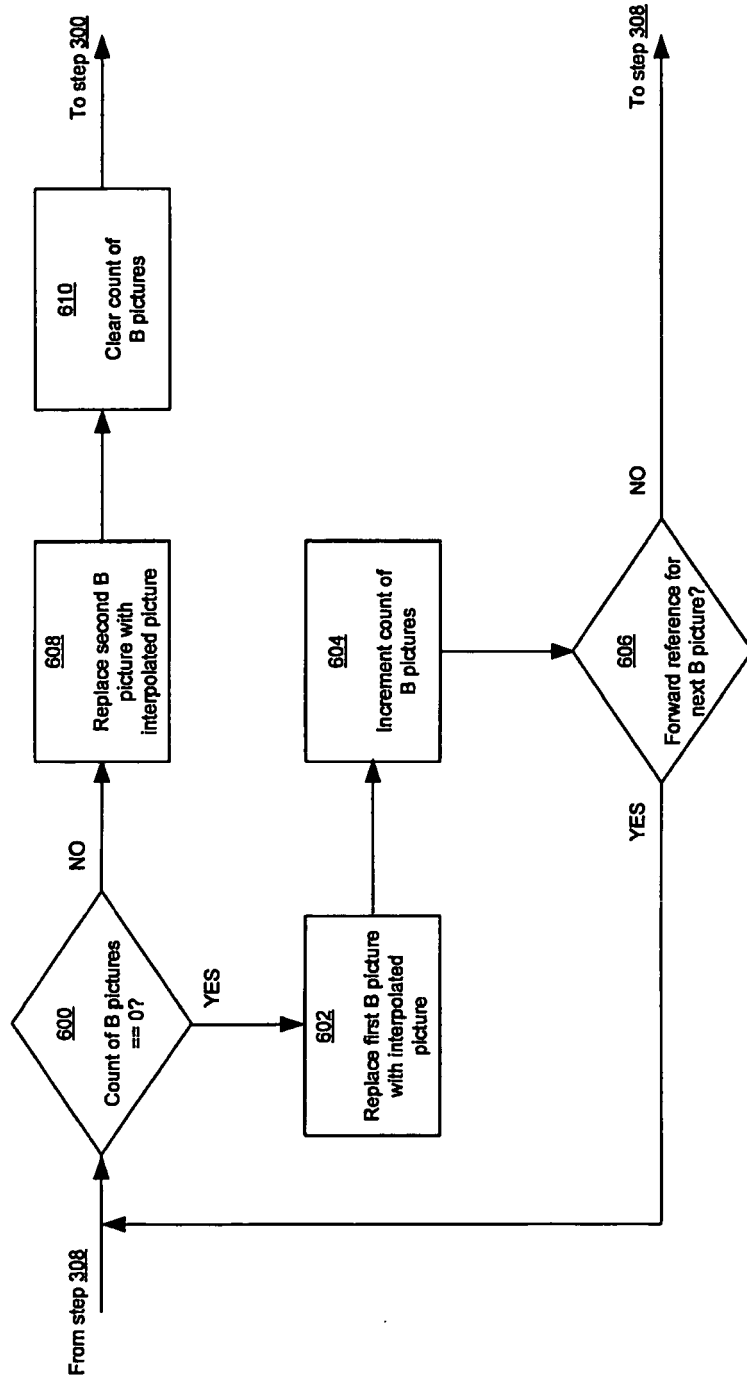 From step 308
600
Count of B pictures
== 0?
NO
YES
608
Replace second B
picture with
interpolated picture
610
Clear count of
B pictures
To step 300
602
Replace first B picture
with interpolated
picture
604
Increment count of
B pictures
606
Forward reference for
next B picture?
YES
NO
To step 308